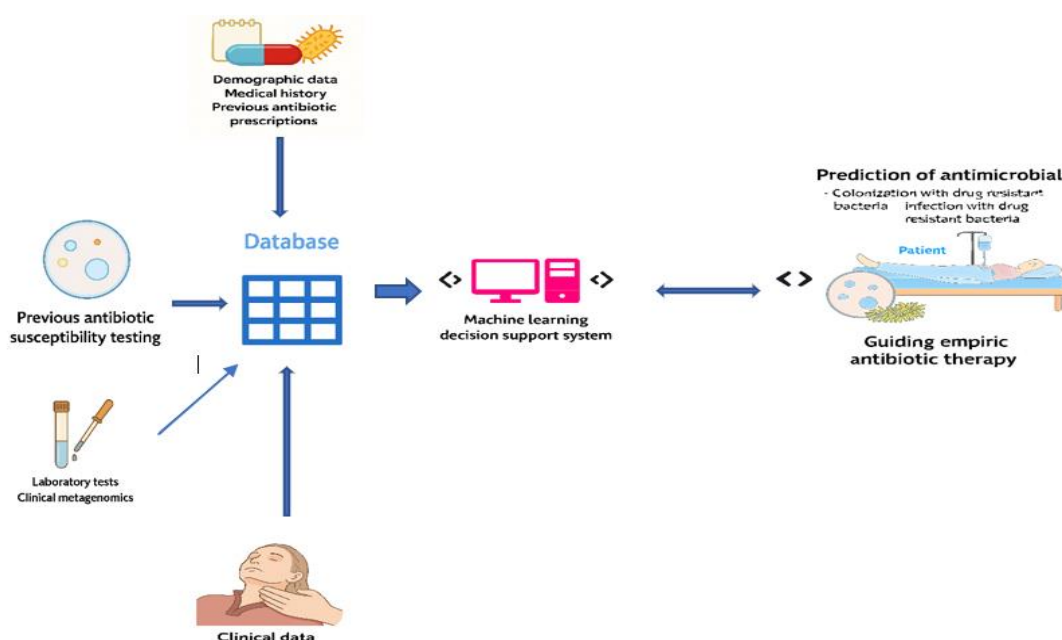 Demographic data
Medical history
Previous antibiotic
prescriptions
Database
Previous antibiotic
susceptibility testing
Laboratory tests
Clinical metagenomics
Clinical data
Machine learning
decision support system
Prediction of antimicrobial
- Colonization with drug resistant
bacteria infection with drug
resistant bacteria
Patient
Guiding empiric
antibiotic therapy